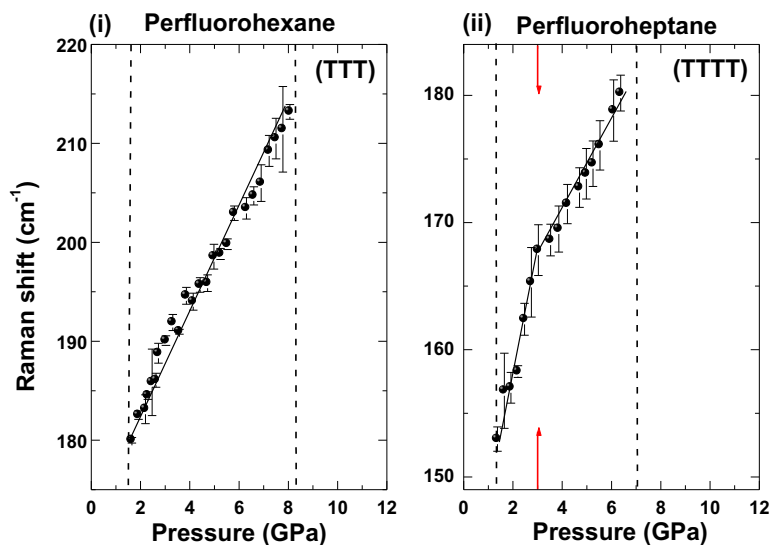 (i) Perfluorohexane
(TTT)
220
210
200
190
180
0 2 4 6 8 10 12
Pressure (GPa)
Raman shift (cm-1)
(ii) Perfluoroheptane
(TTTT)
180
170
160
150
0 2 4 6 8 10 12
Pressure (GPa)